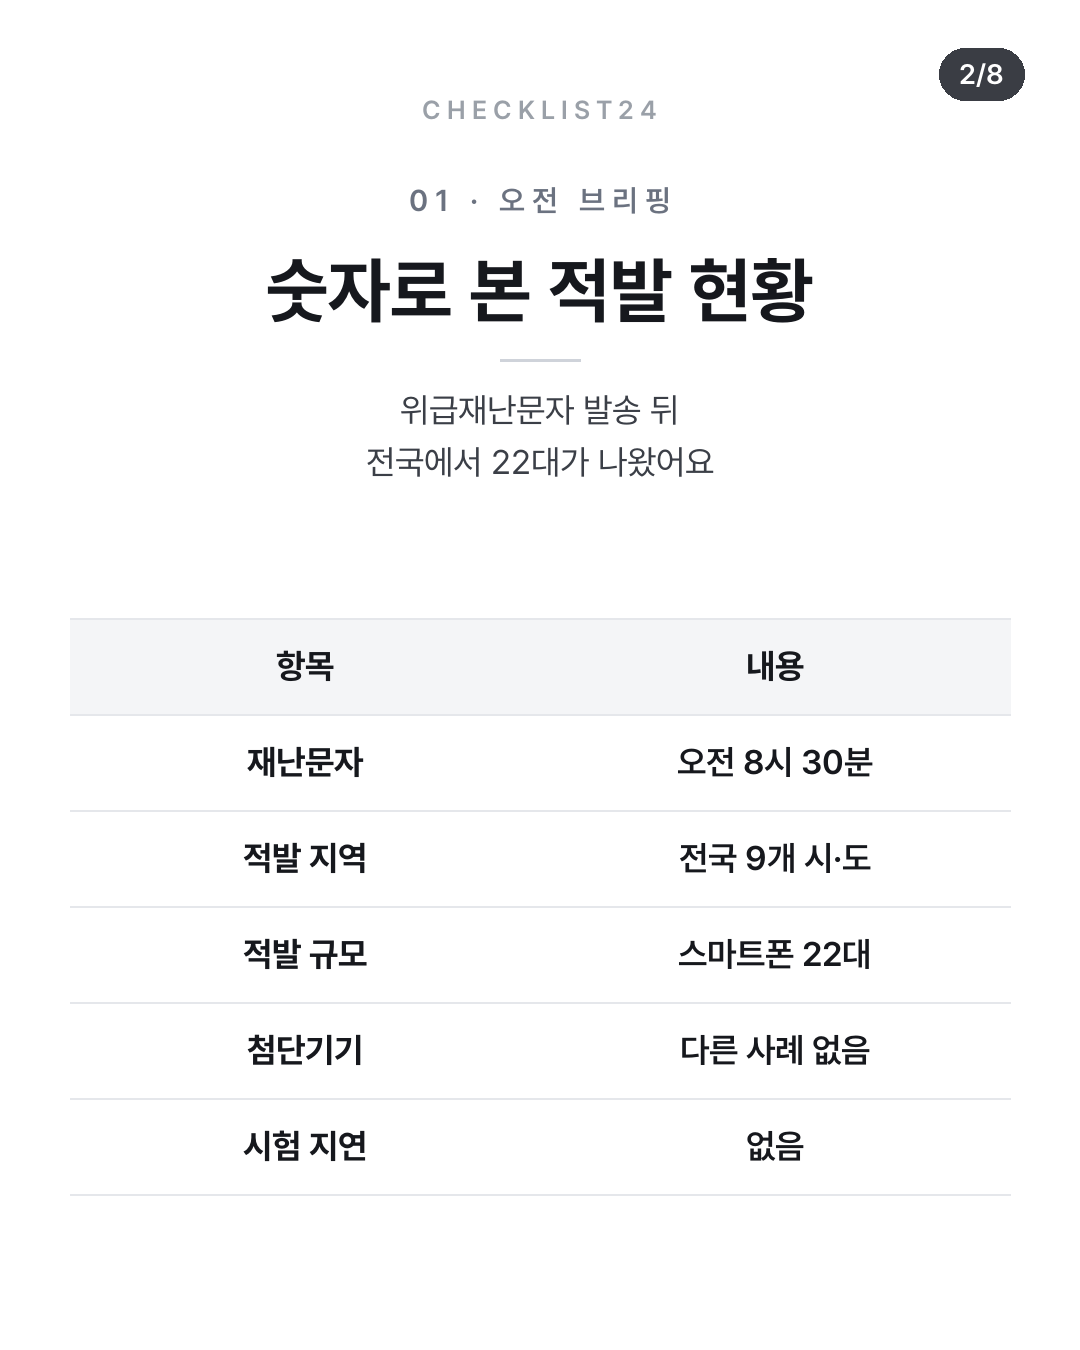 2/8
CHECKLIST24
01 · 오전 브리핑
숫자로 본 적발 현황
위급재난문자 발송 뒤
전국에서 22대가 나왔어요
항목 내용
재난문자 오전 8시 30분
적발 지역 전국 9개 시·도
적발 규모 스마트폰 22대
첨단기기 다른 사례 없음
시험 지연 없음